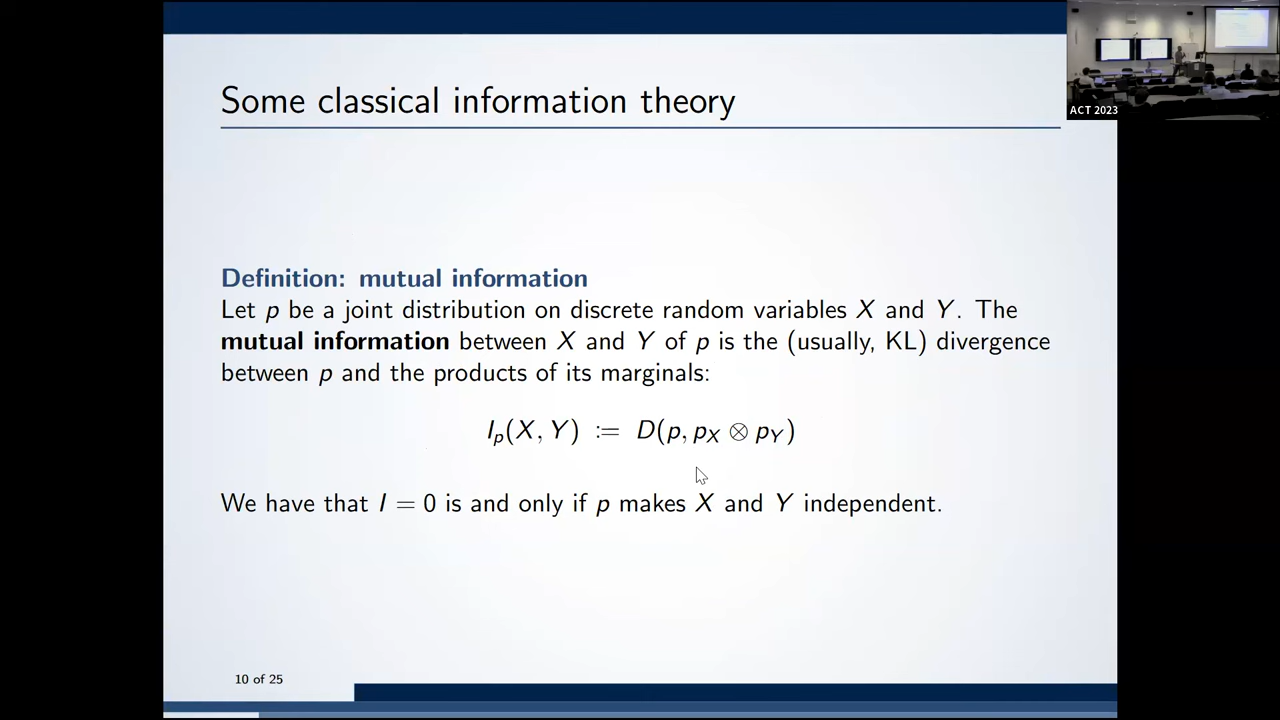 Some classical information theory
ACT 2023
Definition: mutual information
Let p be a joint distribution on discrete random variables X and Y. The
mutual information between X and Y of p is the (usually, KL) divergence
between p and the products of its marginals:
I_p(X, Y) := D(p, p_X ⊗ p_Y)
We have that I = 0 is and only if p makes X and Y independent.
10 of 25